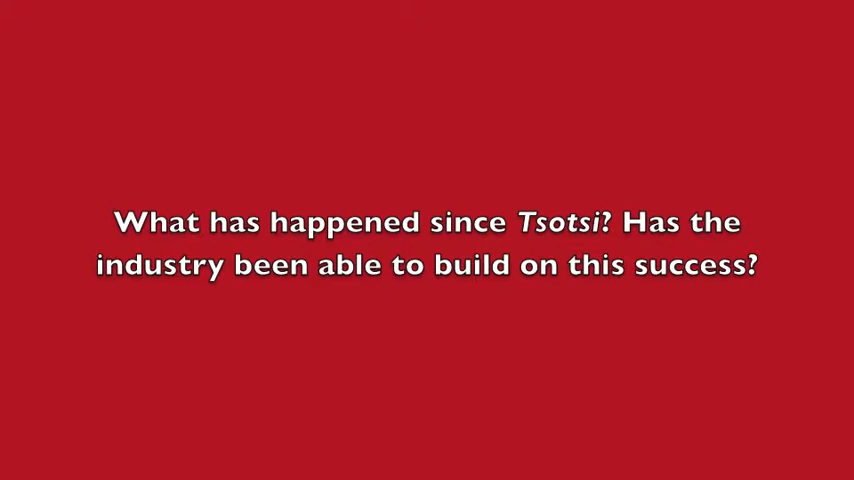 What has happened since Tsotsi? Has the
industry been able to build on this success?